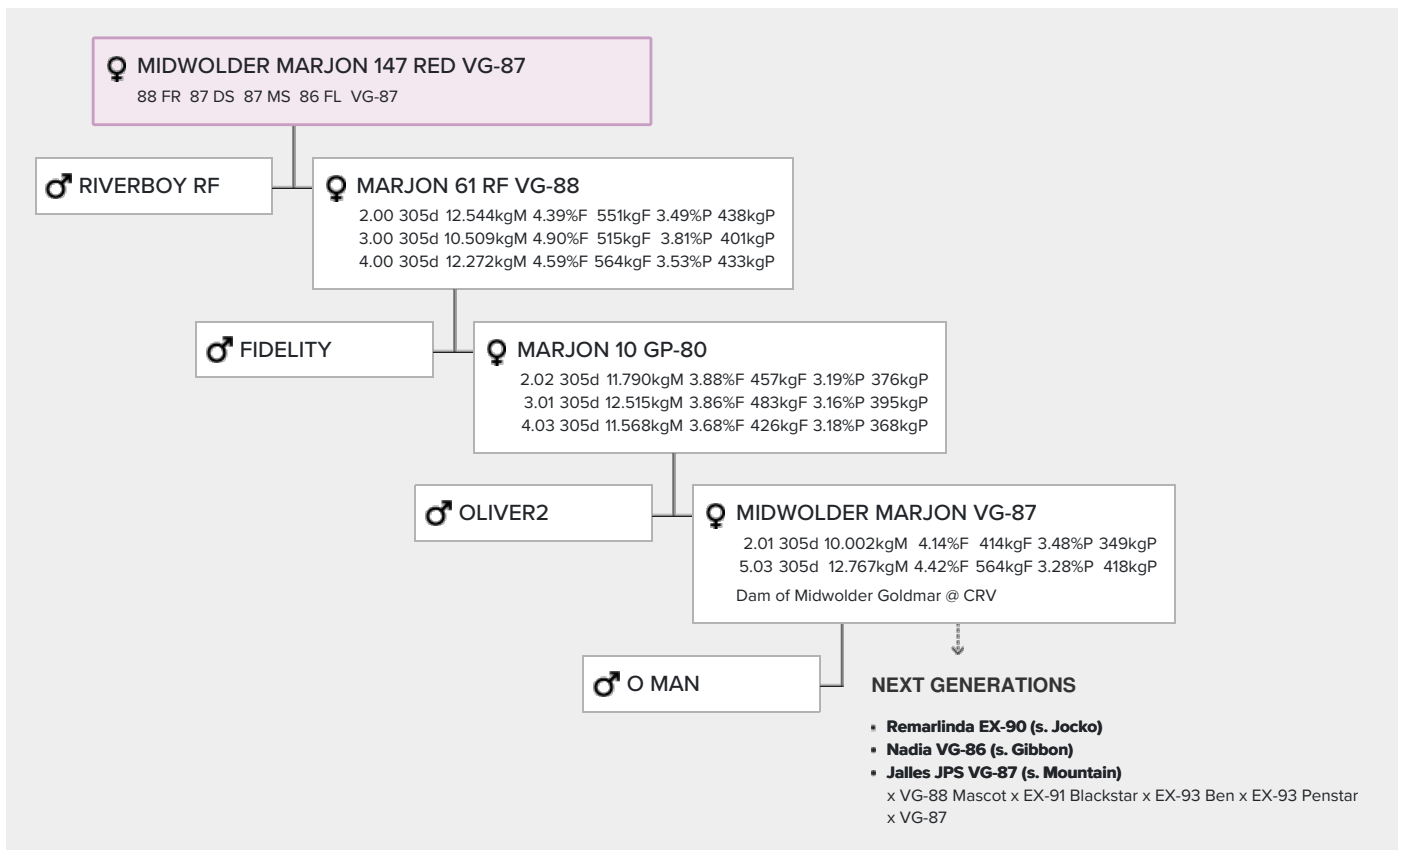 MIDWOLDER MARJON 147 RED VG-87
88 FR 87 DS 87 MS 86 FL VG-87
RIVERBOY RF
MARJON 61 RF VG-88
2.00 305d 12.544kgM 4.39%F 551kgF 3.49%P 438kgP
3.00 305d 10.509kgM 4.90%F 515kgF 3.81%P 401kgP
4.00 305d 12.272kgM 4.59%F 564kgF 3.53%P 433kgP
FIDELITY
MARJON 10 GP-80
2.02 305d 11.790kgM 3.88%F 457kgF 3.19%P 376kgP
3.01 305d 12.515kgM 3.86%F 483kgF 3.16%P 395kgP
4.03 305d 11.568kgM 3.68%F 426kgF 3.18%P 368kgP
OLIVER2
MIDWOLDER MARJON VG-87
2.01 305d 10.002kgM 4.14%F 414kgF 3.48%P 349kgP
5.03 305d 12.767kgM 4.42%F 564kgF 3.28%P 418kgP
Dam of Midwolder Goldmar @ CRV
O MAN
NEXT GENERATIONS
• Remarlinda EX-90 (s. Jocko)
• Nadia VG-86 (s. Gibbon)
• Jalles JPS VG-87 (s. Mountain)
x VG-88 Mascot x EX-91 Blackstar x EX-93 Ben x EX-93 Penstar
x VG-87